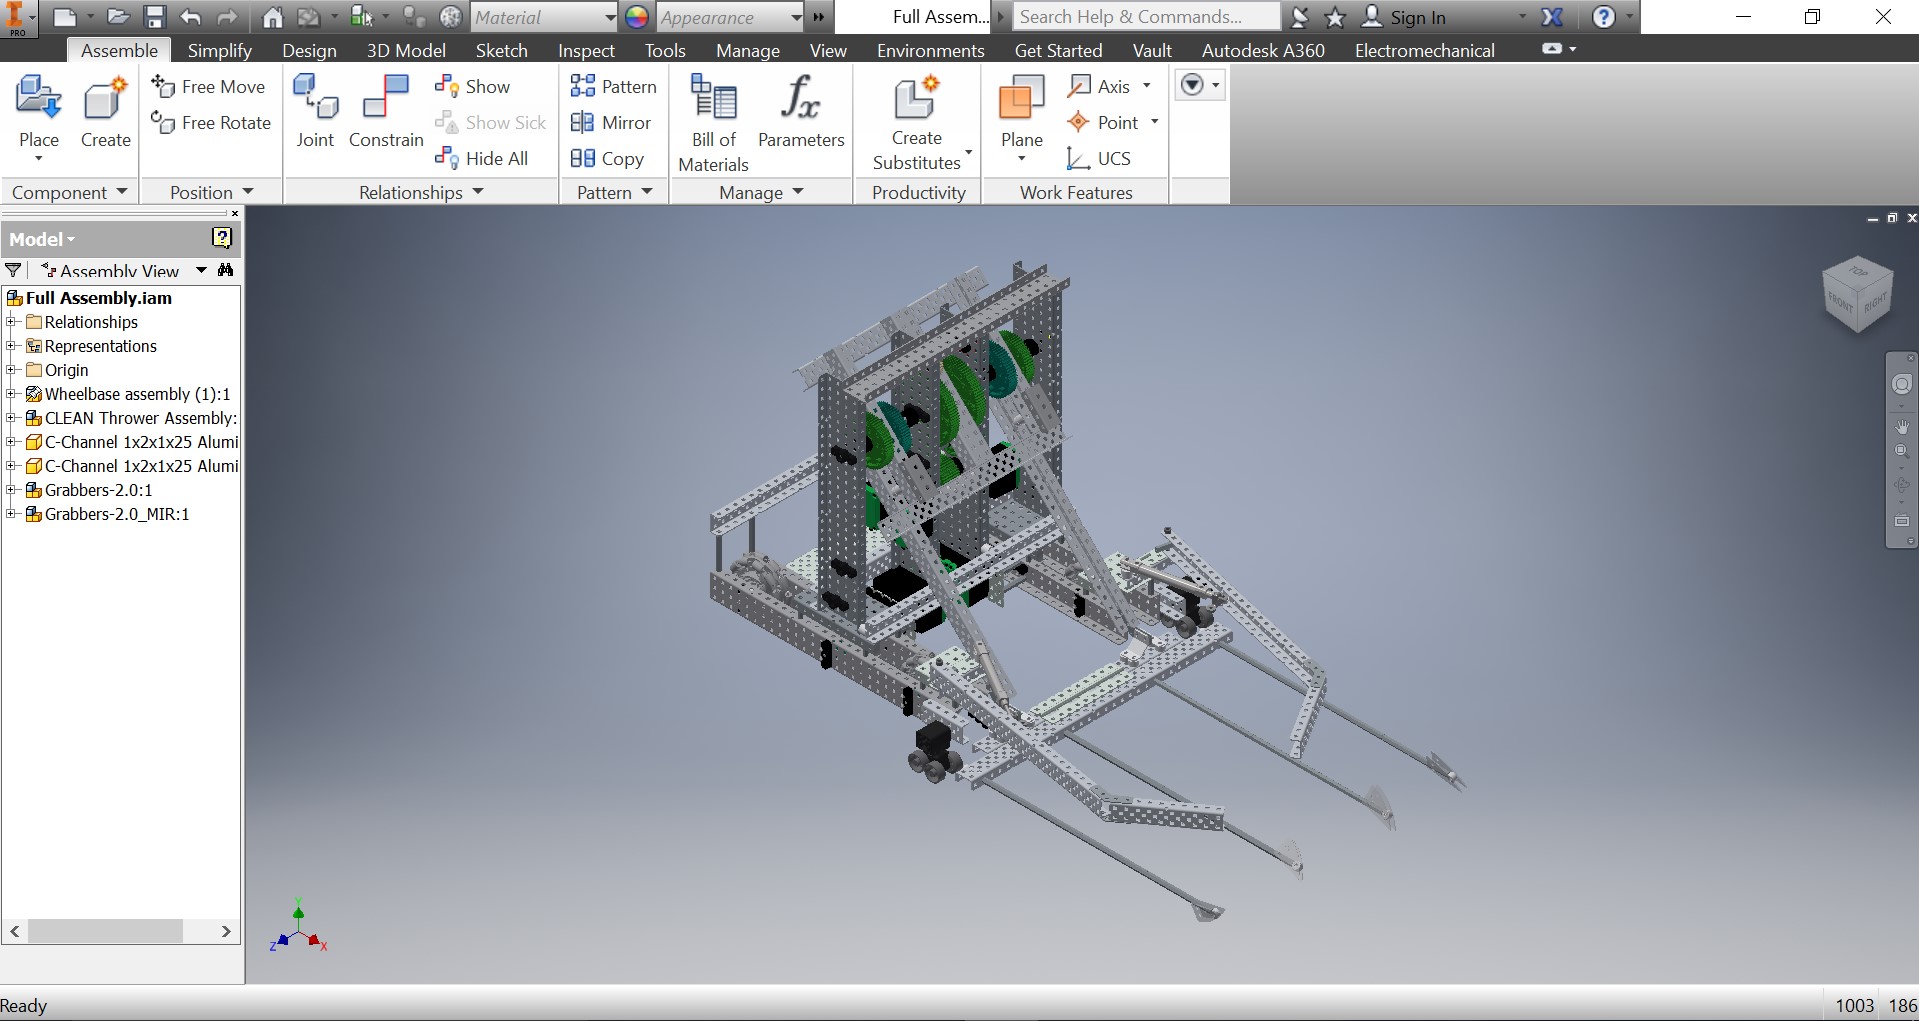 PRO
Material
Appearance
Full Assem...
Search Help & Commands...
Sign In
Assemble Simplify Design 3D Model Sketch Inspect Tools Manage View Environments Get Started Vault Autodesk A360 Electromechanical
Place
Create
Free Move
Free Rotate
Joint
Constrain
Show
Show Sick
Hide All
Pattern
Mirror
Copy
Bill of
Materials
Parameters
Create
Substitutes
Plane
Axis
Point
UCS
Component
Position
Relationships
Pattern
Manage
Productivity
Work Features
Model
Assembly View
Full Assembly.iam
Relationships
Representations
Origin
Wheelbase assembly (1):1
CLEAN Thrower Assembly:
C-Channel 1x2x1x25 Alumi
C-Channel 1x2x1x25 Alumi
Grabbers-2.0:1
Grabbers-2.0_MIR:1
TOP
FRONT
RIGHT
Y
Z
X
Ready
1003 186